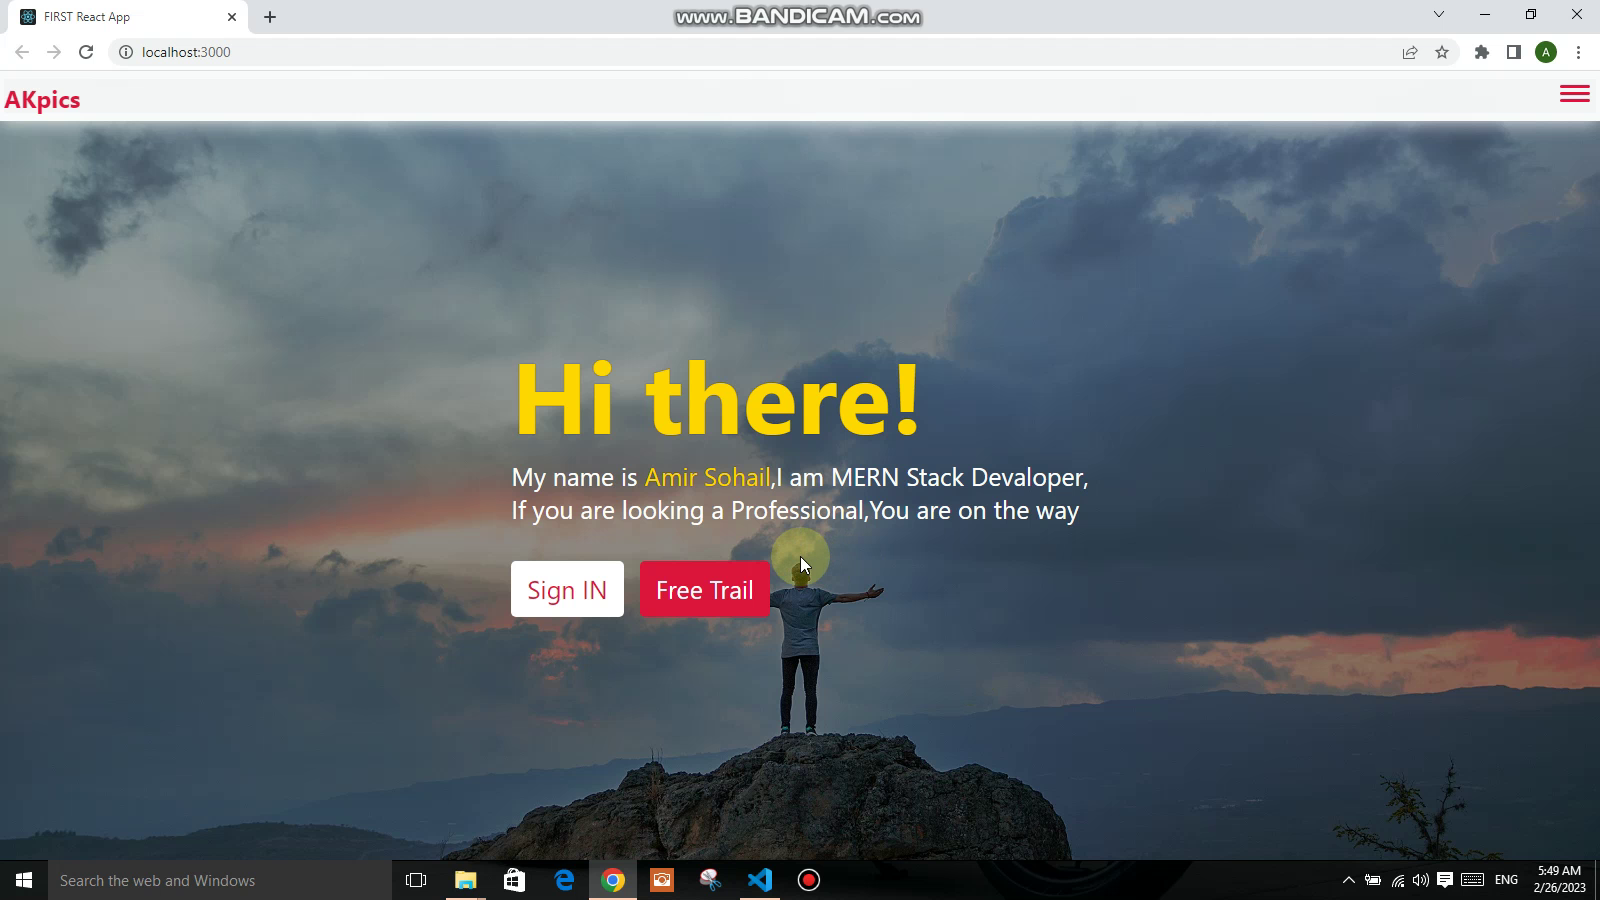 FIRST React App
www.BANDICAM.com
localhost:3000
A
AKpics
Hi there!
My name is Amir Sohail,I am MERN Stack Devaloper,
If you are looking a Professional,You are on the way
Sign IN
Free Trail
Search the web and Windows
ENG
5:49 AM
2/26/2023